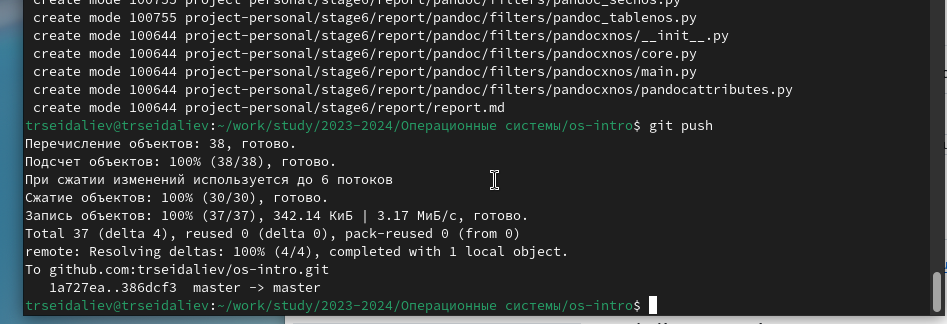 create mode 100755 project-personal/stage6/report/pandoc/filters/pandoc_secnos.py
create mode 100755 project-personal/stage6/report/pandoc/filters/pandoc_tablenos.py
create mode 100644 project-personal/stage6/report/pandoc/filters/pandocxnos/__init__.py
create mode 100644 project-personal/stage6/report/pandoc/filters/pandocxnos/core.py
create mode 100644 project-personal/stage6/report/pandoc/filters/pandocxnos/main.py
create mode 100644 project-personal/stage6/report/pandoc/filters/pandocxnos/pandocattributes.py
create mode 100644 project-personal/stage6/report/report.md
trseidaliev@trseidaliev:~/work/study/2023-2024/Операционные системы/os-intro$ git push
Перечисление объектов: 38, готово.
Подсчет объектов: 100% (38/38), готово.
При сжатии изменений используется до 6 потоков
Сжатие объектов: 100% (30/30), готово.
Запись объектов: 100% (37/37), 342.14 КиБ | 3.17 МиБ/с, готово.
Total 37 (delta 4), reused 0 (delta 0), pack-reused 0 (from 0)
remote: Resolving deltas: 100% (4/4), completed with 1 local object.
To github.com:trseidaliev/os-intro.git
1a727ea..386dcf3  master -> master
trseidaliev@trseidaliev:~/work/study/2023-2024/Операционные системы/os-intro$